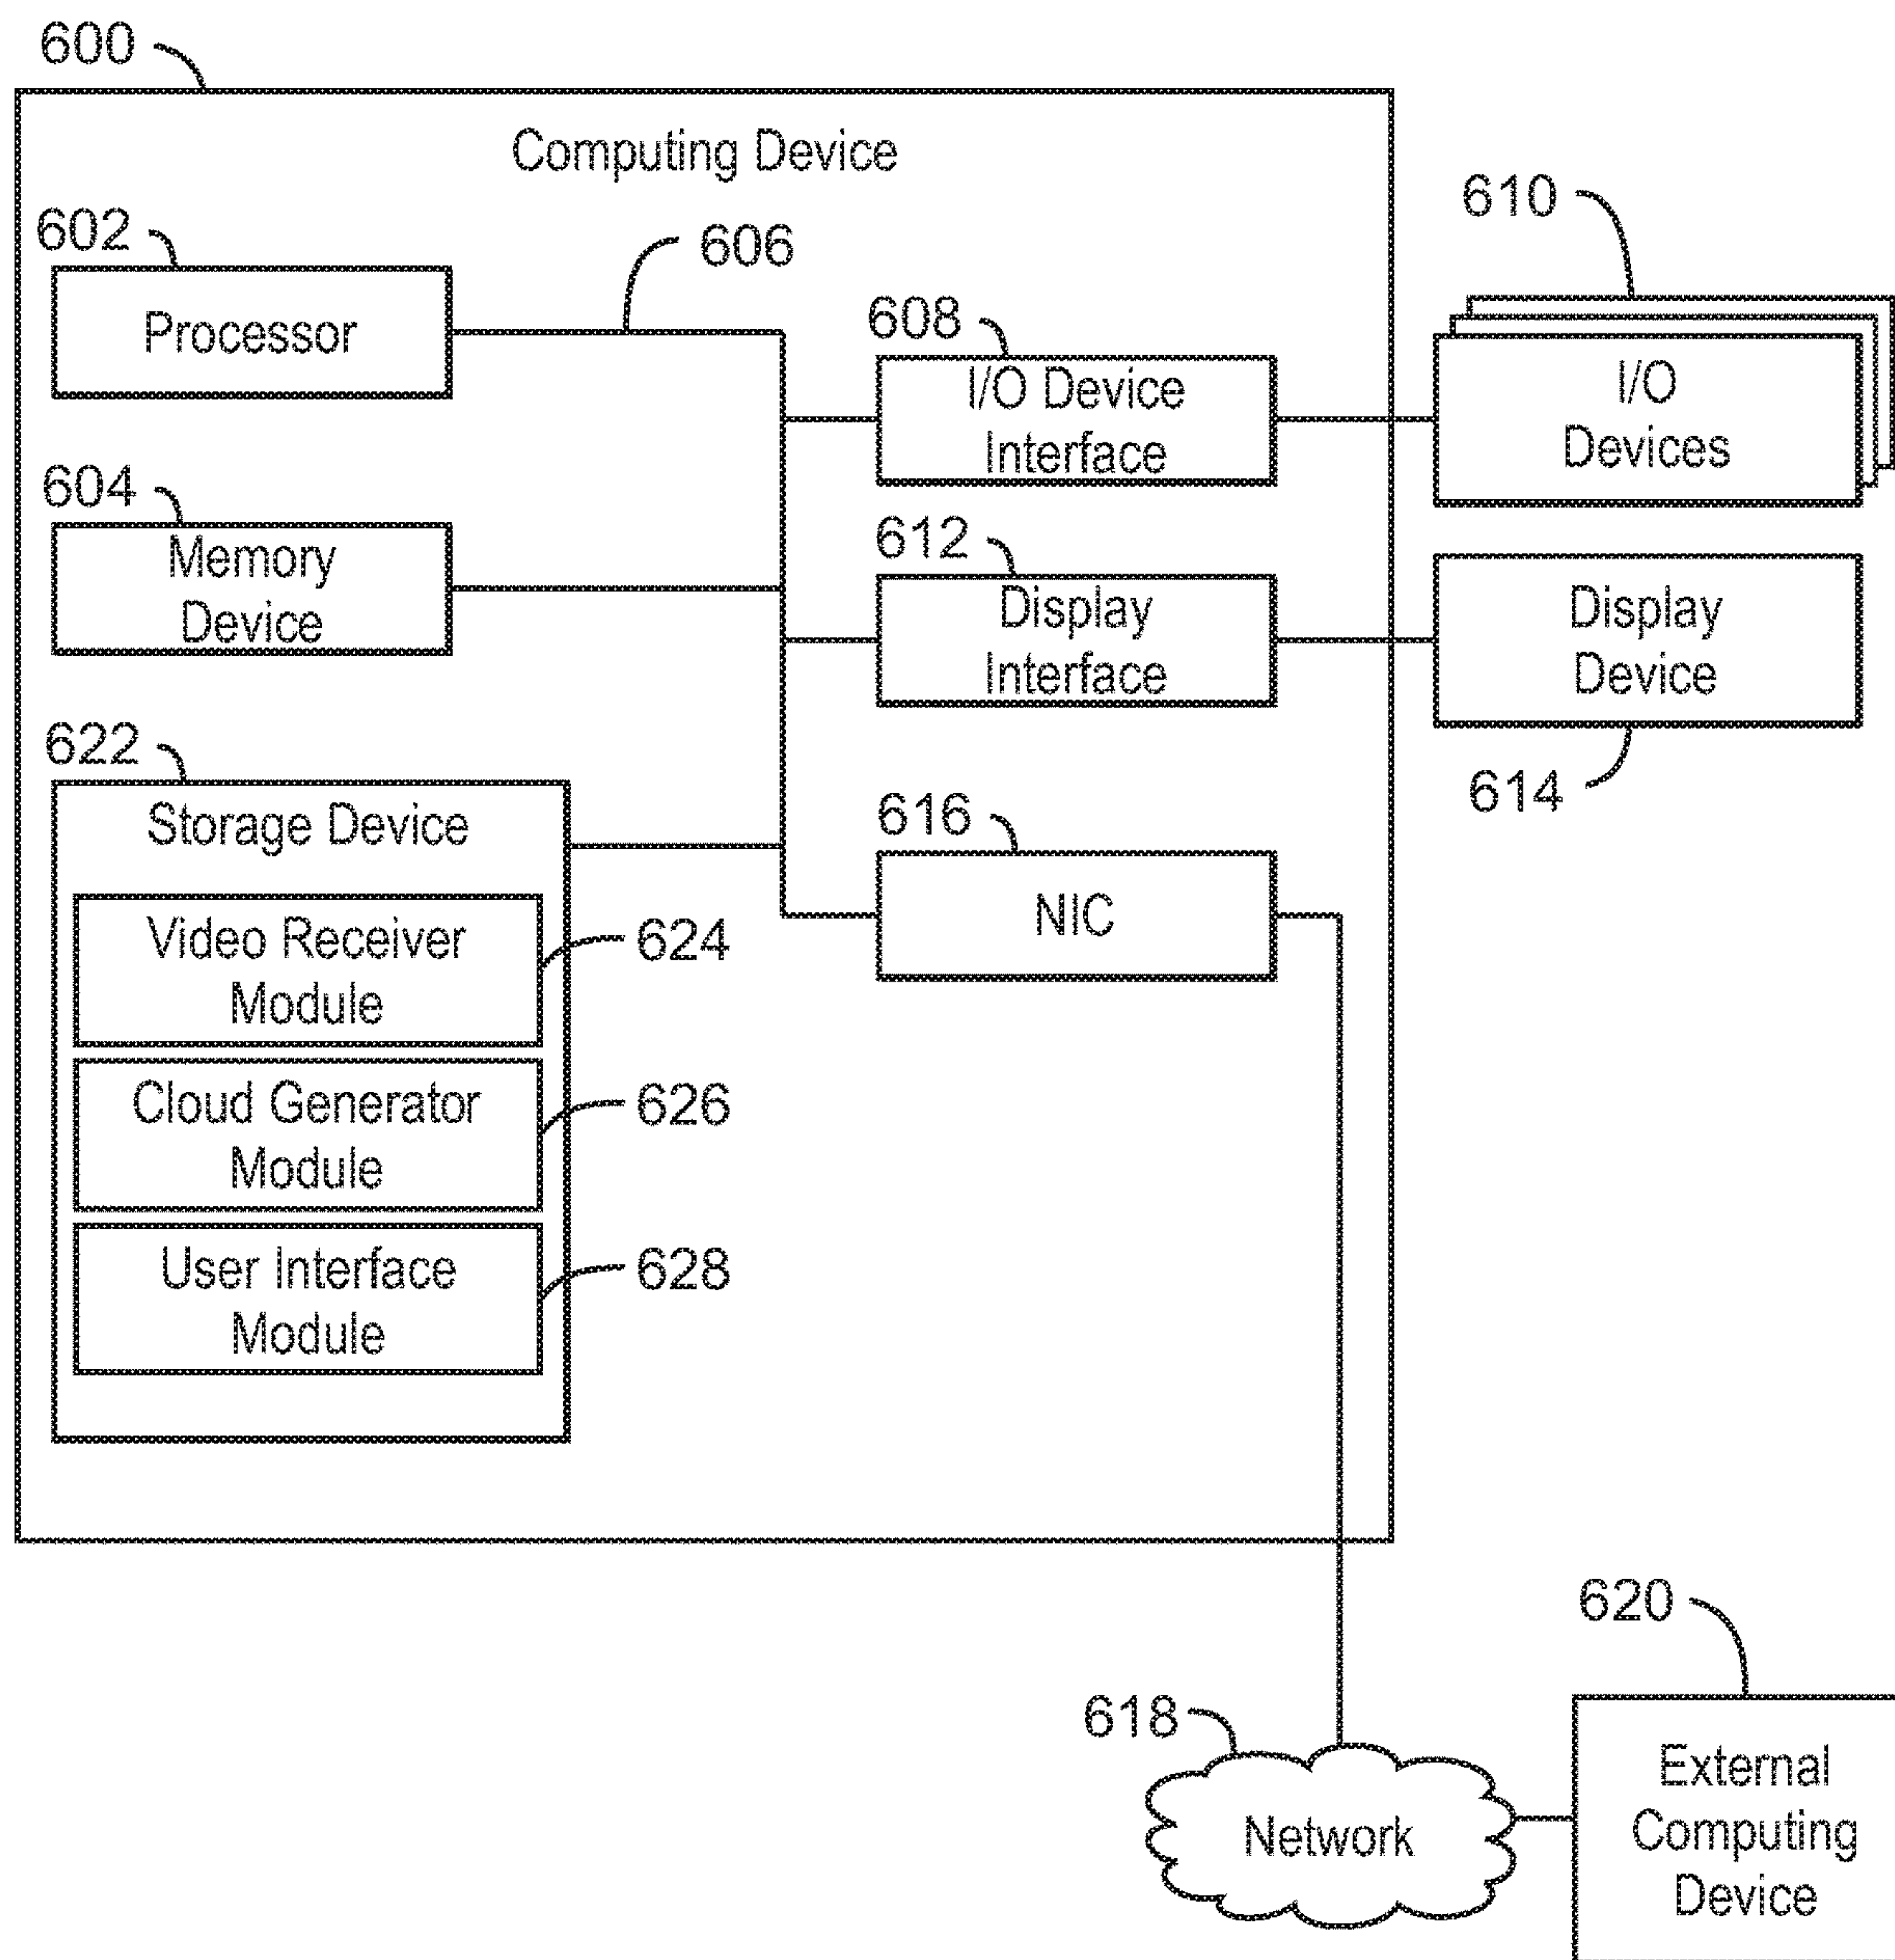 600
Computing Device
602
Processor
606
604
Memory
Device
608
I/O Device
Interface
610
I/O
Devices
612
Display
Interface
Display
Device
614
622
Storage Device
616
NIC
Video Receiver
Module
624
Cloud Generator
Module
626
User Interface
Module
628
618
Network
620
External
Computing
Device